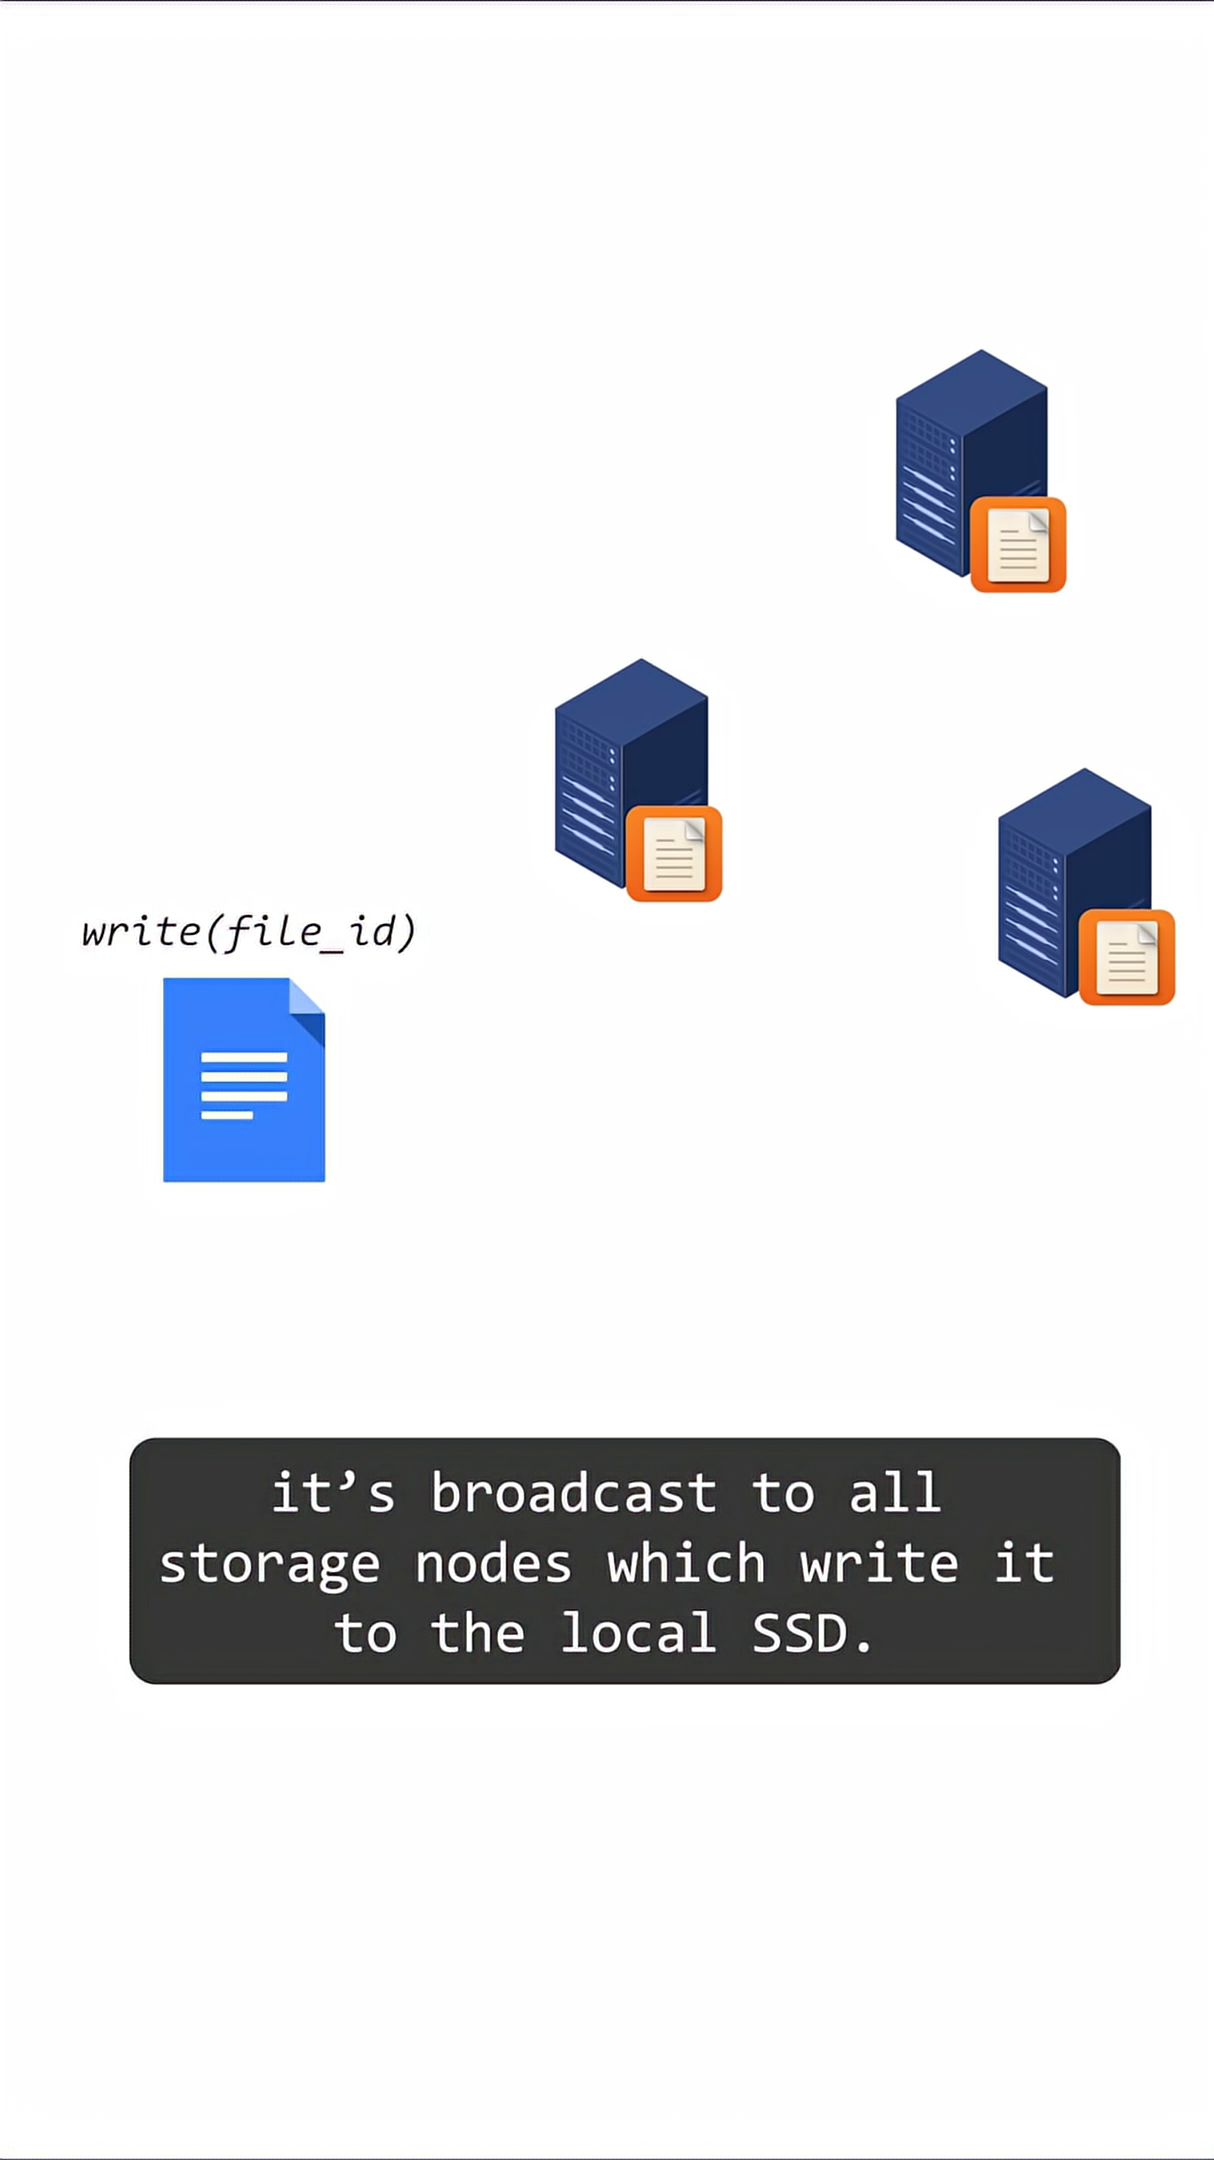 write(file_id)
it’s broadcast to all
storage nodes which write it
to the local SSD.